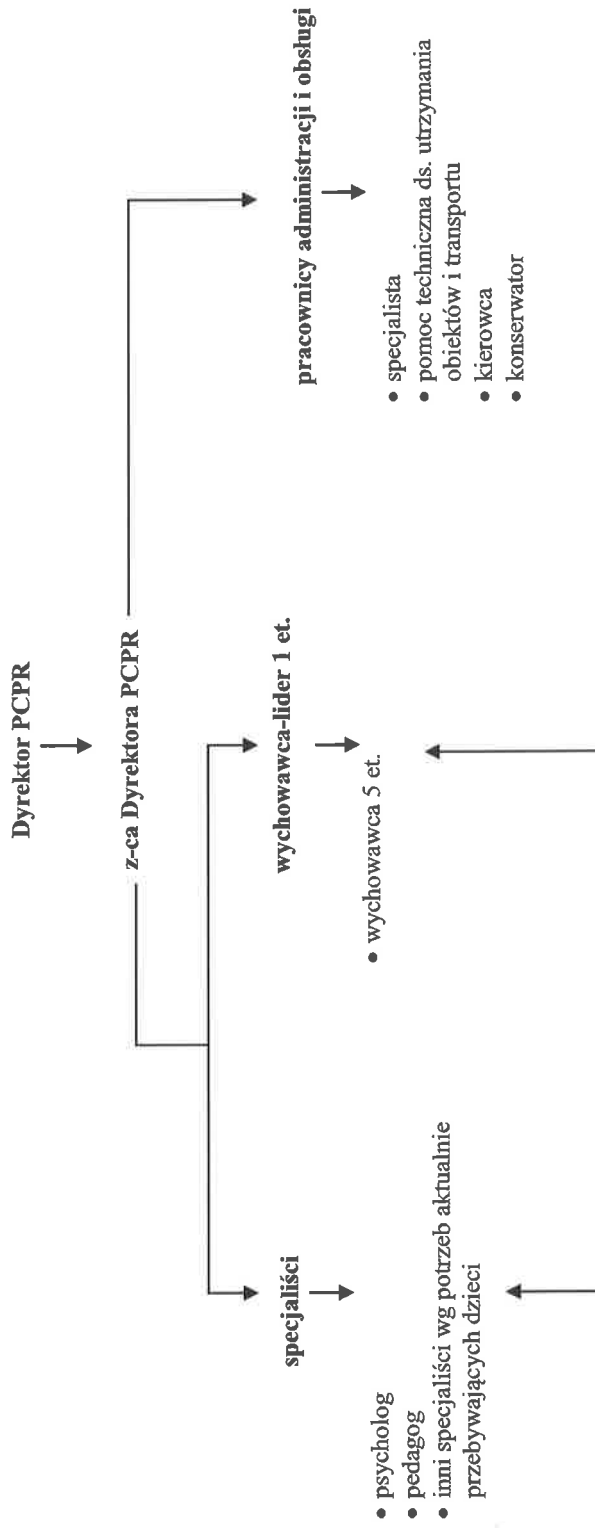 Dyrektor PCPR
z-ca Dyrektora PCPR
specjaliści
• psycholog
• pedagog
• inni specjaliści wg potrzeb aktualnie
przebywających dzieci
wychowawca-lider 1 et.
• wychowawca 5 et.
pracownicy administracji i obsługi
• specjalista
• pomoc techniczna ds. utrzymania
obiektów i transportu
• kierowca
• konserwator